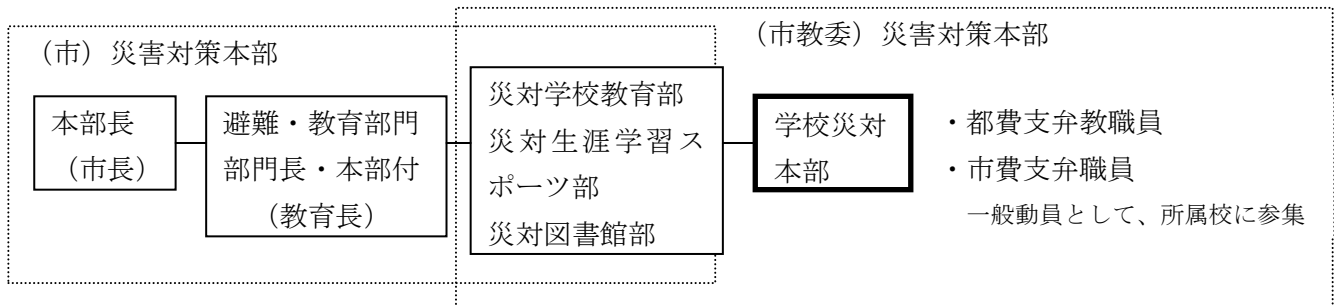 （市教委）災害対策本部
（市）災害対策本部
本部長
（市長）
避難・教育部門
部門長・本部付
（教育長）
災対学校教育部
災対生涯学習ス
ポーツ部
災対図書館部
学校災対
本部
・都費支弁教職員
・市費支弁職員
一般動員として、所属校に参集